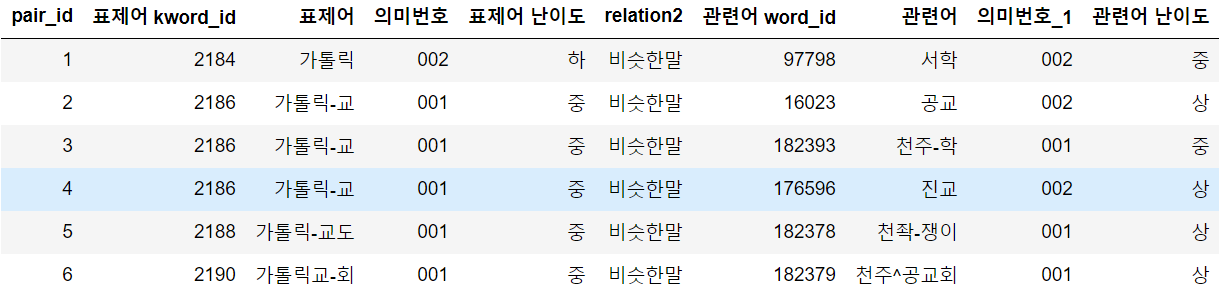 pair_id 표제어 kword_id 표제어 의미번호 표제어 난이도 relation2 관련어 word_id 관련어 의미번호_1 관련어 난이도
1 2184 가톨릭 002 하 비슷한말 97798 서학 002 중
2 2186 가톨릭-교 001 중 비슷한말 16023 공교 002 상
3 2186 가톨릭-교 001 중 비슷한말 182393 천주-학 001 중
4 2186 가톨릭-교 001 중 비슷한말 176596 진교 002 상
5 2188 가톨릭-교도 001 중 비슷한말 182378 천좍-쟁이 001 상
6 2190 가톨릭교-회 001 중 비슷한말 182379 천주^공교회 001 상